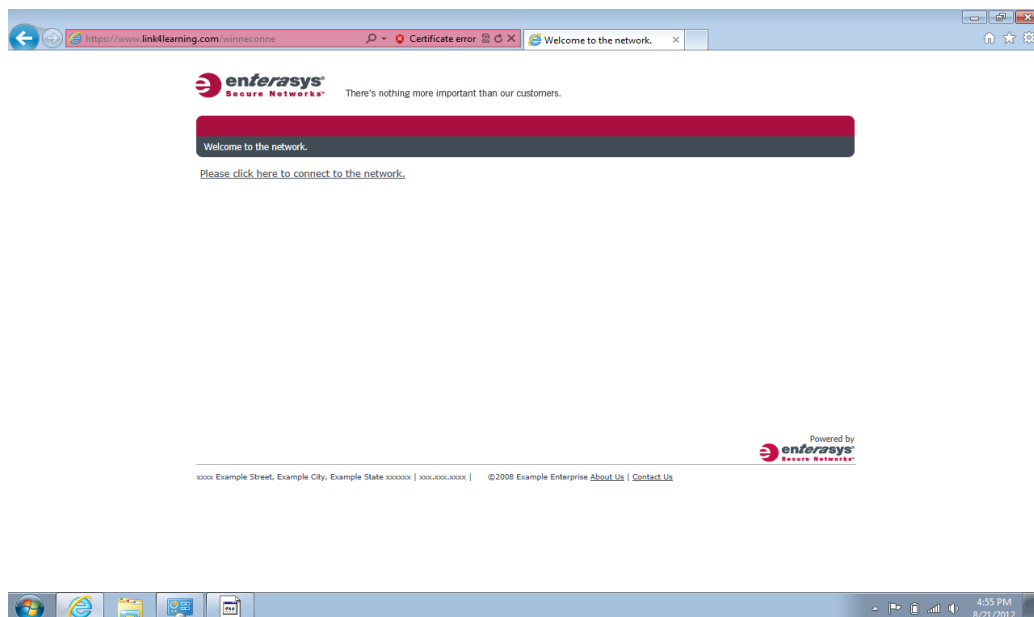 https://www.link4learning.com/winneconne
Certificate error
Welcome to the network.
enterasys
Secure Networks™
There's nothing more important than our customers.
Welcome to the network.
Please click here to connect to the network.
Powered by
enterasys
Secure Networks™
xxxx Example Street, Example City, Example State xxxxxx | xxx.xxx.xxxx | ©2008 Example Enterprise About Us | Contact Us
4:55 PM
8/21/2012